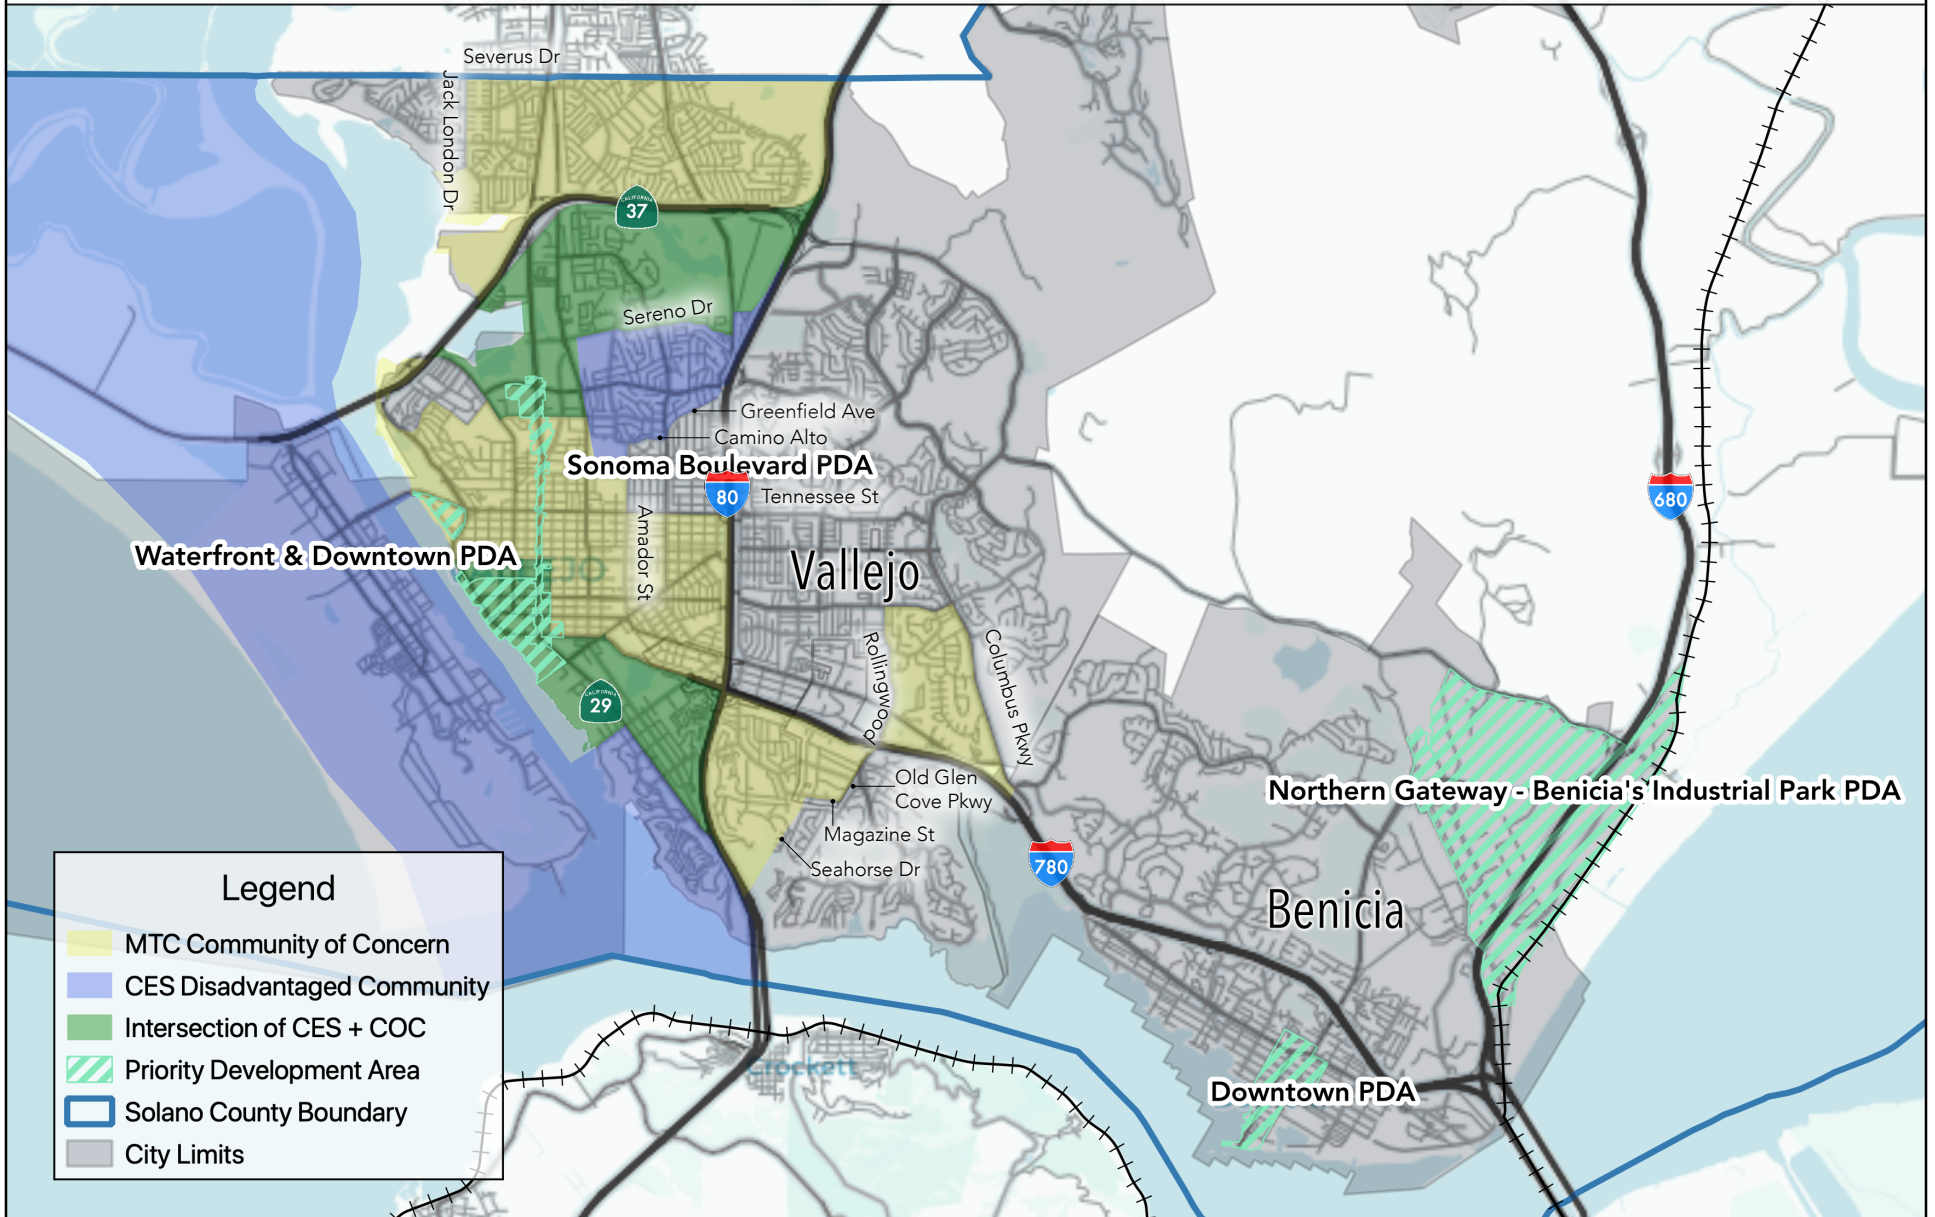 Severus Dr
Jack London Dr
CALIFORNIA
37
Sereno Dr
Greenfield Ave
Camino Alto
Sonoma Boulevard PDA
80
Tennessee St
680
Amador St
Waterfront & Downtown PDA
Vallejo
Rollingwood
Columbus Pkwy
CALIFORNIA
29
Old Glen
Cove Pkwy
Magazine St
Seahorse Dr
Northern Gateway - Benicia's Industrial Park PDA
780
Benicia
Crockett
Downtown PDA
Legend
MTC Community of Concern
CES Disadvantaged Community
Intersection of CES + COC
Priority Development Area
Solano County Boundary
City Limits